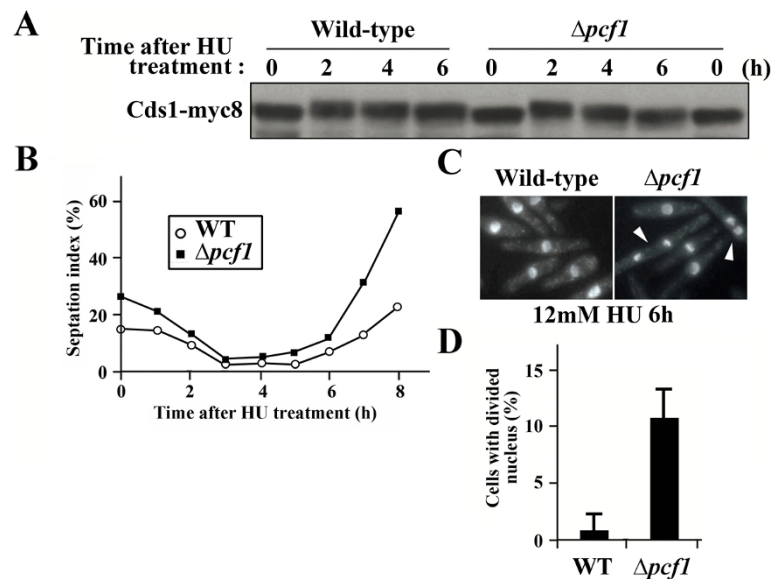 A
Wild-type
Δpcf1
Time after HU
treatment :
0 2 4 6 0 2 4 6 0 (h)
Cds1-myc8
B
Septation index (%)
60
40
20
0
WT
Δpcf1
0 2 4 6 8
Time after HU treatment (h)
C
Wild-type Δpcf1
12mM HU 6h
D
Cells with divided
nucleus (%)
15
10
5
0
WT Δpcf1